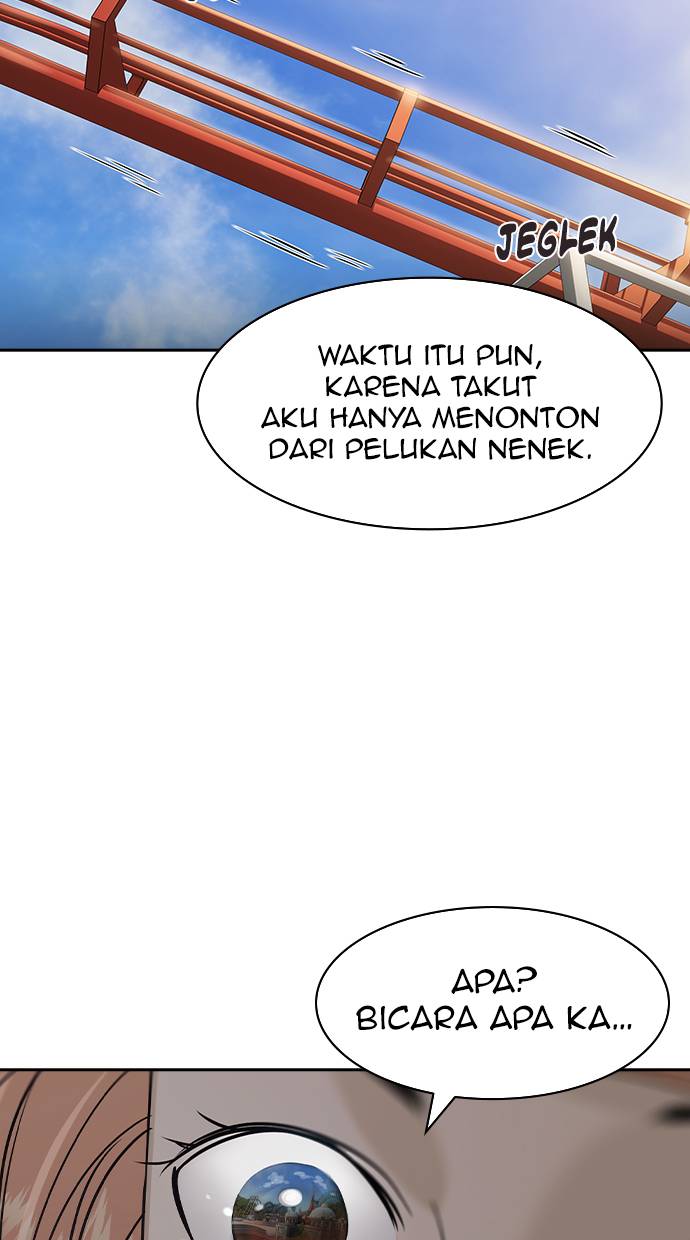 JEGLEK
WAKTU ITU PUN,
KARENA TAKUT
AKU HANYA MENONTON
DARI PELUKAN NENEK.
APA?
BICARA APA KA...